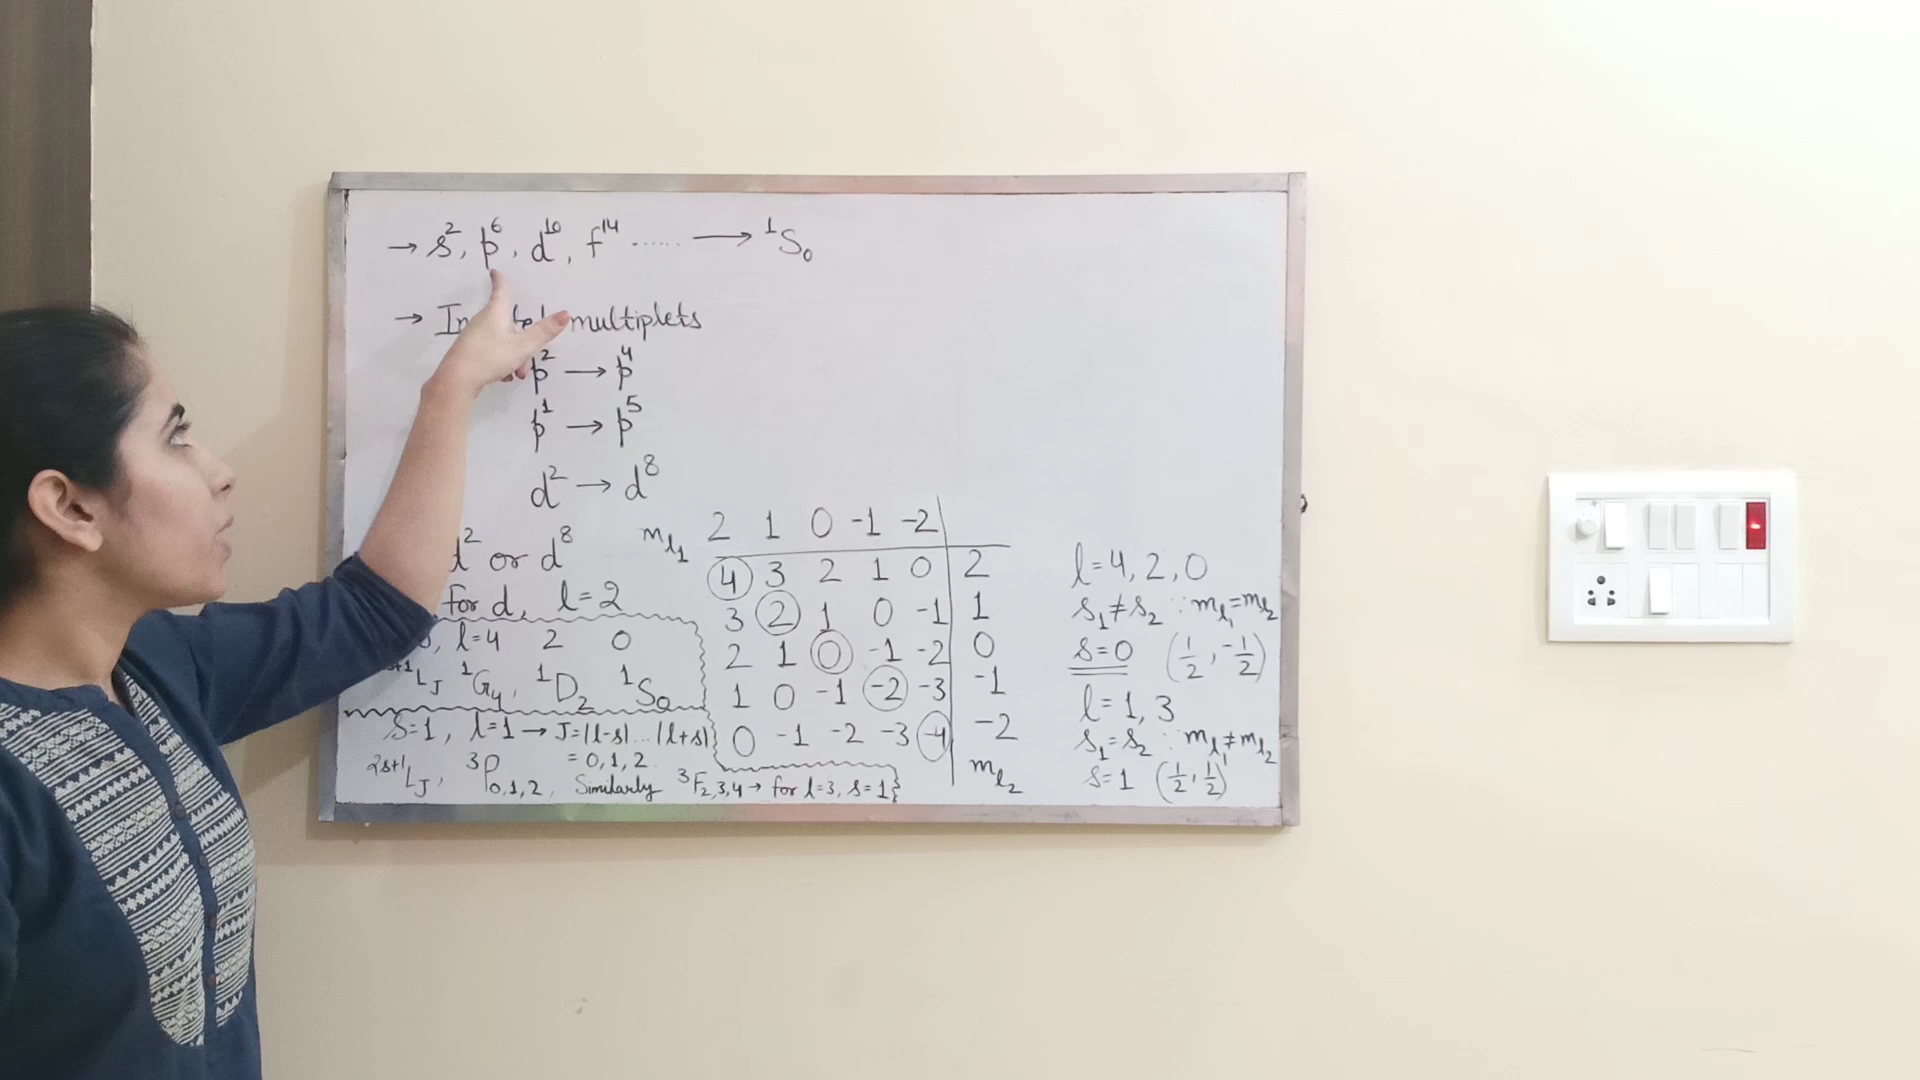 → s², p⁶, d¹⁰, f¹⁴ ...... → ¹S₀
→ multiplets
p² → p⁴
p¹ → p⁵
d² → d⁸
d² or d⁸
for d, l=2
l=4 2 0
L_J ¹G₄, ¹D₂ ¹S₀
S=1, l=1 → J=|l-s| ... |l+s|
= 0, 1, 2
2s+1 L_J, ³P₀,₁,₂, Similarly ³F₂,₃,₄ → for l=3, s=1}
m_l₁ 2 1 0 -1 -2
4 3 2 1 0 2
3 2 1 0 -1 1
2 1 0 -1 -2 0
1 0 -1 -2 -3 -1
0 -1 -2 -3 -4 -2
m_l₂
l=4, 2, 0
s₁≠s₂ ∵ m_l₁=m_l₂
s=0 (1/2, -1/2)
l=1, 3
s₁=s₂ ∵ m_l₁≠m_l₂
s=1 (1/2, 1/2)